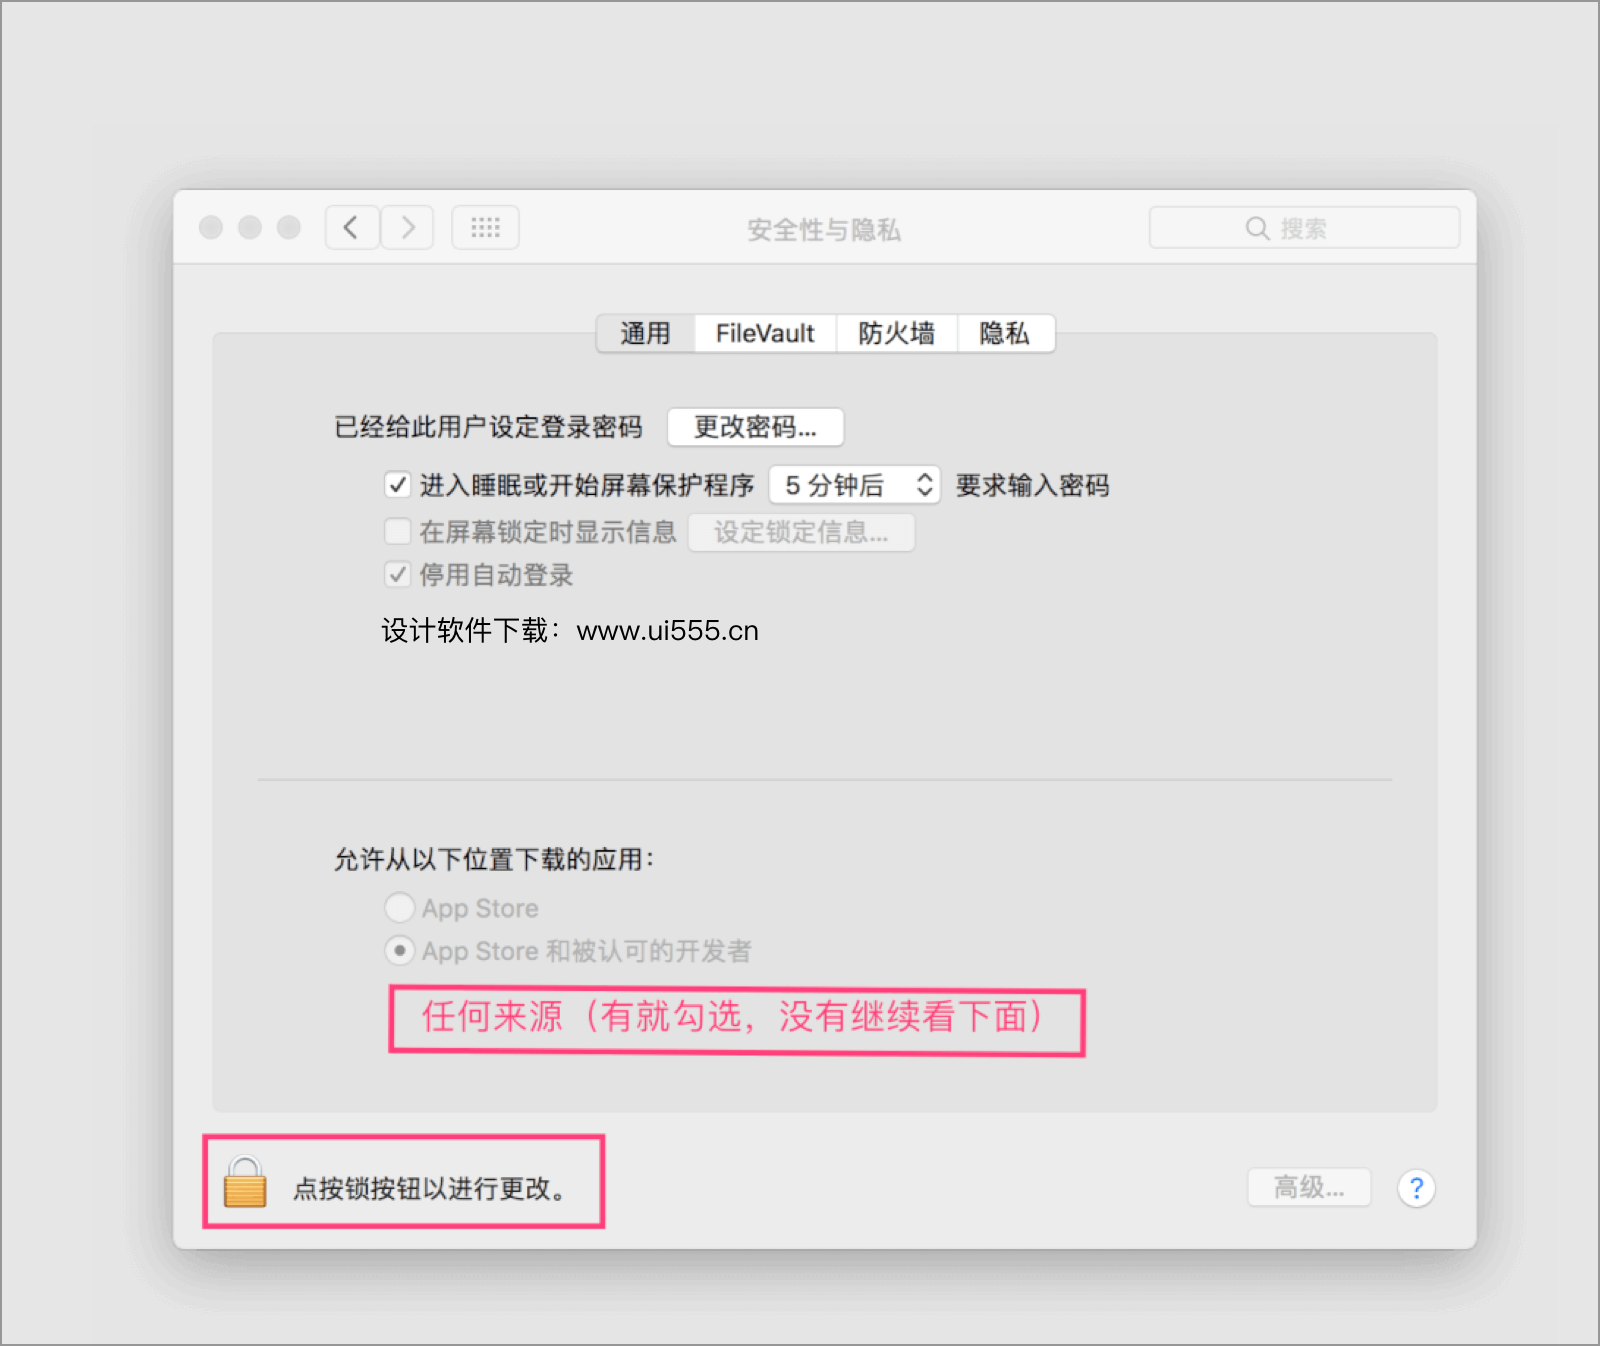 安全性与隐私
搜索
通用 FileVault 防火墙 隐私
已经给此用户设定登录密码 更改密码...
进入睡眠或开始屏幕保护程序 5 分钟后 要求输入密码
在屏幕锁定时显示信息 设定锁定信息...
停用自动登录
设计软件下载：www.ui555.cn
允许从以下位置下载的应用：
App Store
App Store 和被认可的开发者
任何来源（有就勾选，没有继续看下面）
点按锁按钮以进行更改。 高级... ?